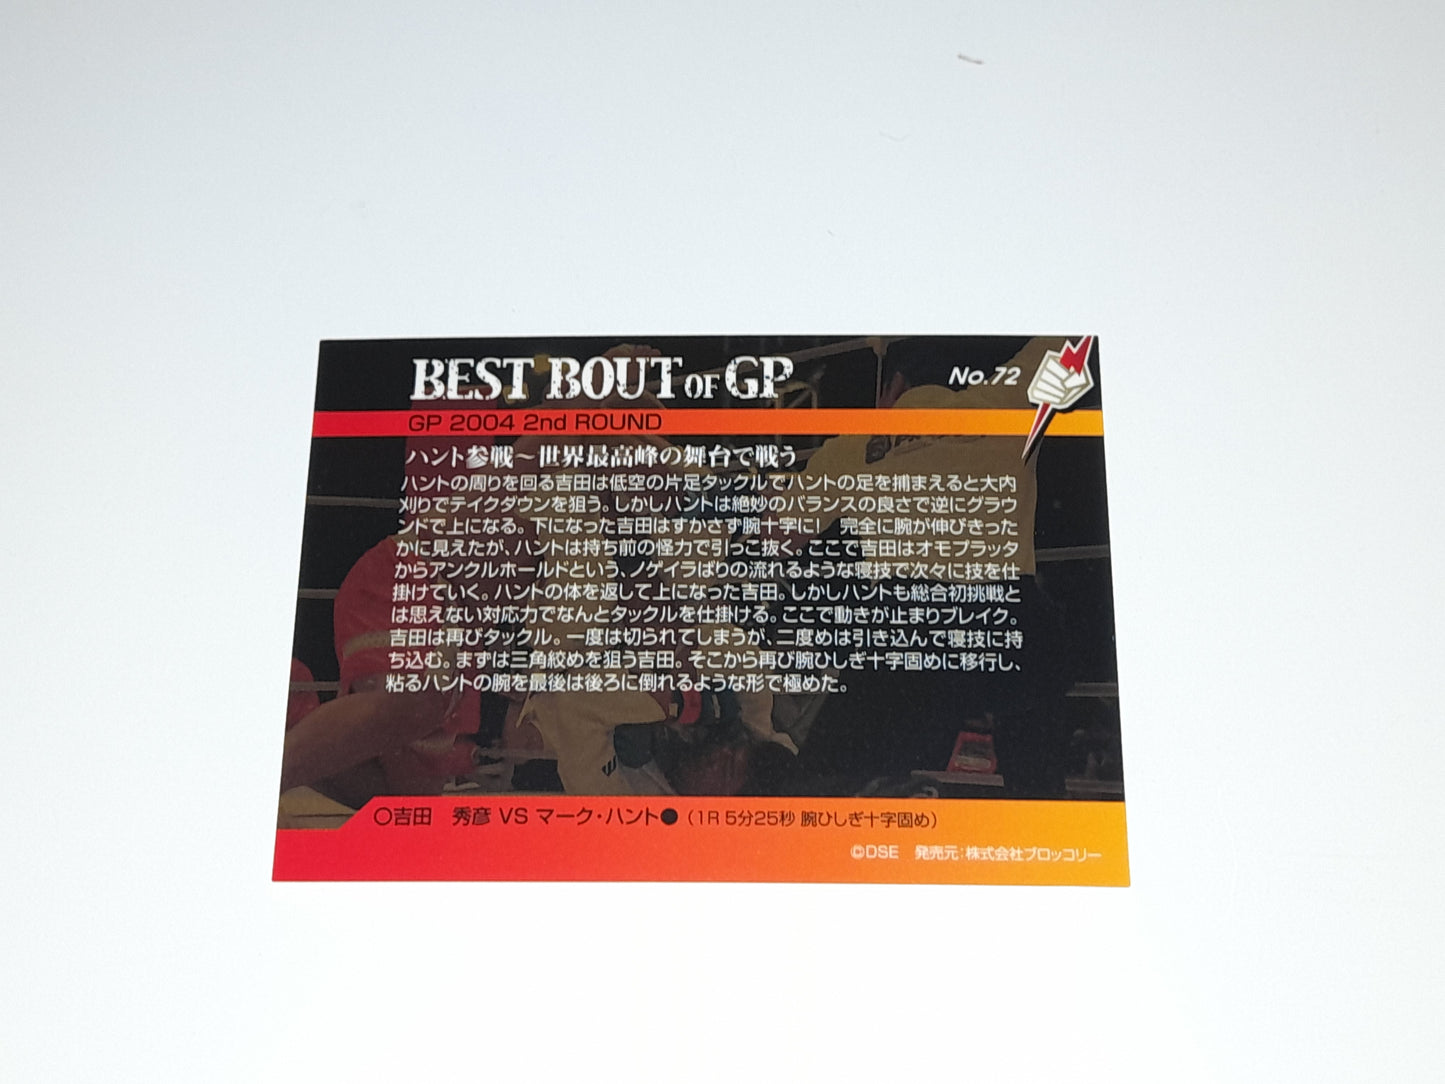 BEST BOUT OF GP
No.72
GP 2004 2nd ROUND
ハント参戦～世界最高峰の舞台で戦う
ハントの周りを回る吉田は低空の片足タックルでハントの足を捕まえると大内
刈りでテイクダウンを狙う。しかしハントは絶妙のバランスの良さで逆にグラウ
ンドで上になる。下になった吉田はすかさず腕十字に!　完全に腕が伸びきった
かに見えたが、ハントは持ち前の怪力で引っこ抜く。ここで吉田はオモプラッタ
からアンクルホールドという、ノゲイラばりの流れるような寝技で次々に技を仕
掛けていく。ハントの体を返して上になった吉田。しかしハントも総合初挑戦と
は思えない対応力でなんとタックルを仕掛ける。ここで動きが止まりブレイク。
吉田は再びタックル。一度は切られてしまうが、二度めは引き込んで寝技に持
ち込む。まずは三角絞めを狙う吉田。そこから再び腕ひしぎ十字固めに移行し、
粘るハントの腕を最後は後ろに倒れるような形で極めた。
○吉田　秀彦 VS マーク・ハント●（1R 5分25秒 腕ひしぎ十字固め）
©DSE　発売元:株式会社ブロッコリー